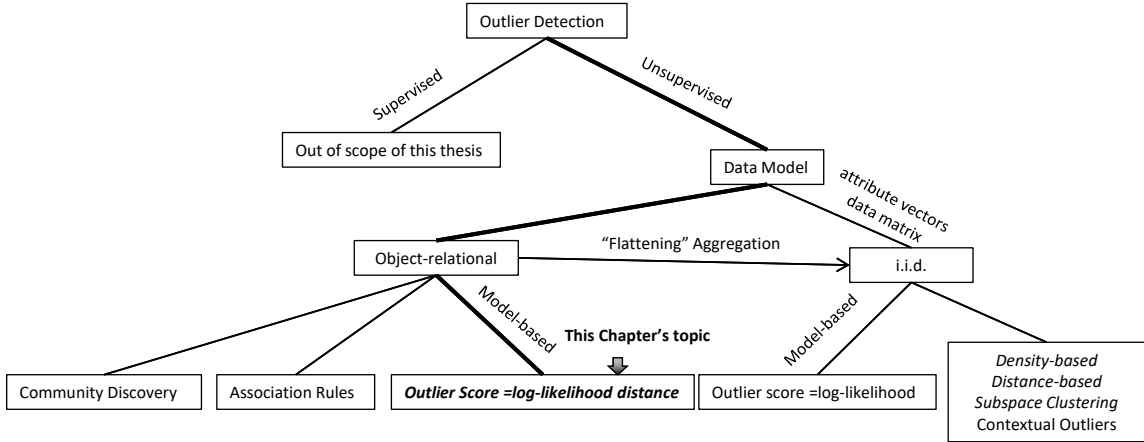 Outlier Detection
Supervised
Unsupervised
Out of scope of this thesis
Data Model
attribute vectors
data matrix
Object-relational
“Flattening” Aggregation
i.i.d.
Model-based
This Chapter’s topic
Model-based
Community Discovery
Association Rules
Outlier Score =log-likelihood distance
Outlier score =log-likelihood
Density-based
Distance-based
Subspace Clustering
Contextual Outliers